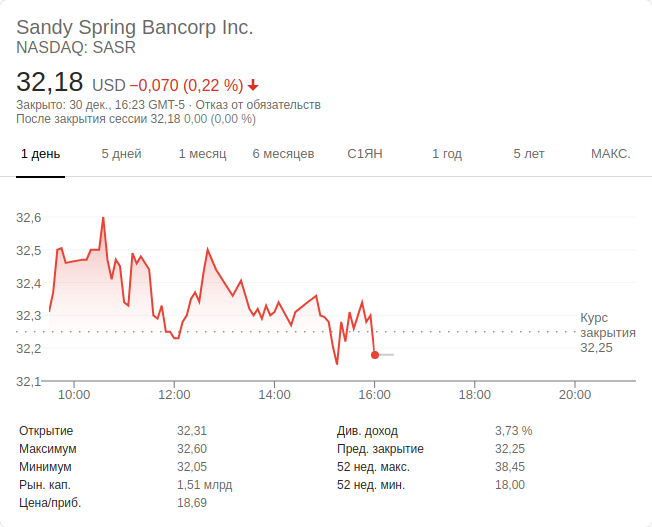 Sandy Spring Bancorp Inc.
NASDAQ: SASR
32,18 USD −0,070 (0,22 %)
Закрыто: 30 дек., 16:23 GMT-5 · Отказ от обязательств
После закрытия сессии 32,18 0,00 (0,00 %)
1 день 5 дней 1 месяц 6 месяцев С1ЯН 1 год 5 лет МАКС.
32,6
32,5
32,4
32,3
32,2
32,1
Курс
закрытия
32,25
10:00 12:00 14:00 16:00 18:00 20:00
Открытие 32,31 Див. доход 3,73 %
Максимум 32,60 Пред. закрытие 32,25
Минимум 32,05 52 нед. макс. 38,45
Рын. кап. 1,51 млрд 52 нед. мин. 18,00
Цена/приб. 18,69